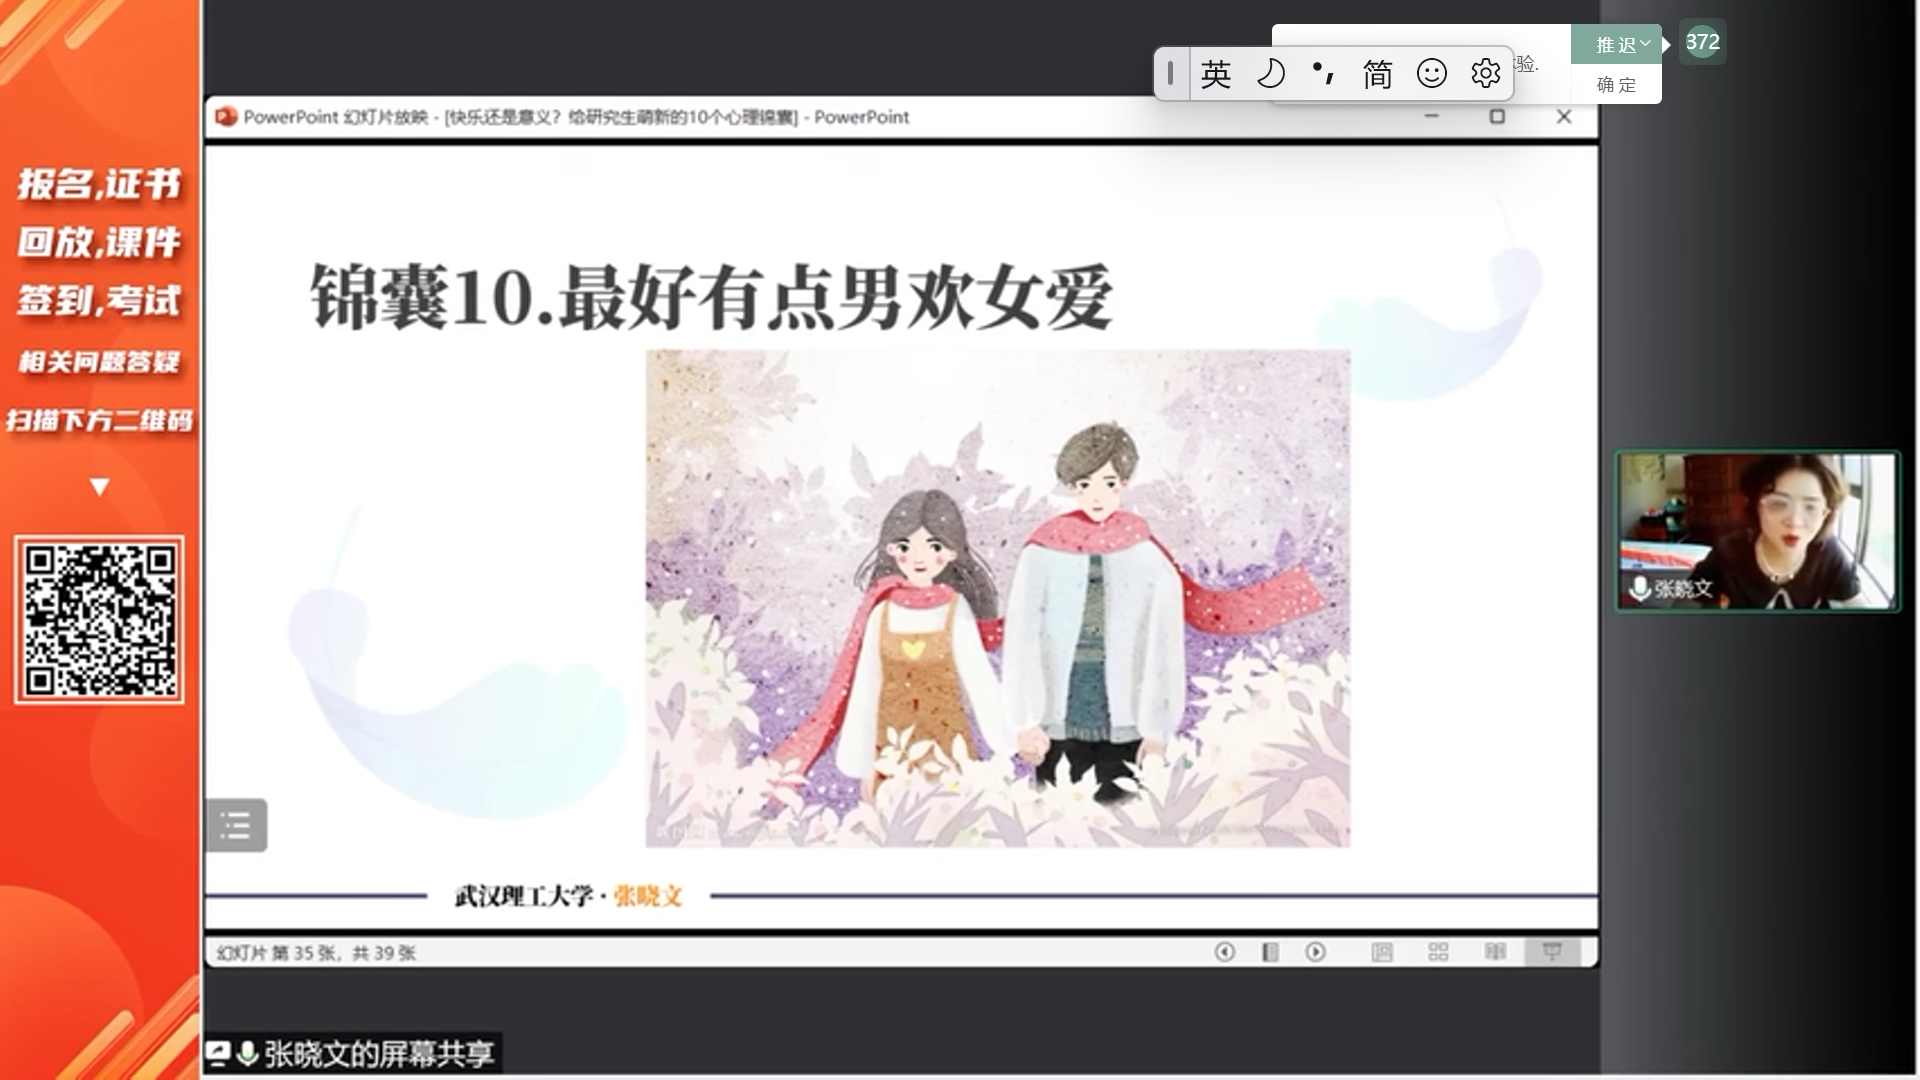 报名,证书
回放,课件
签到,考试
相关问题答疑
扫描下方二维码
推迟
372
英
简
验.
确定
PowerPoint 幻灯片放映 - [快乐还是意义？给研究生萌新的10个心理锦囊] - PowerPoint
锦囊10.最好有点男欢女爱
张晓文
武汉理工大学·张晓文
幻灯片 第 35 张，共 39 张
张晓文的屏幕共享